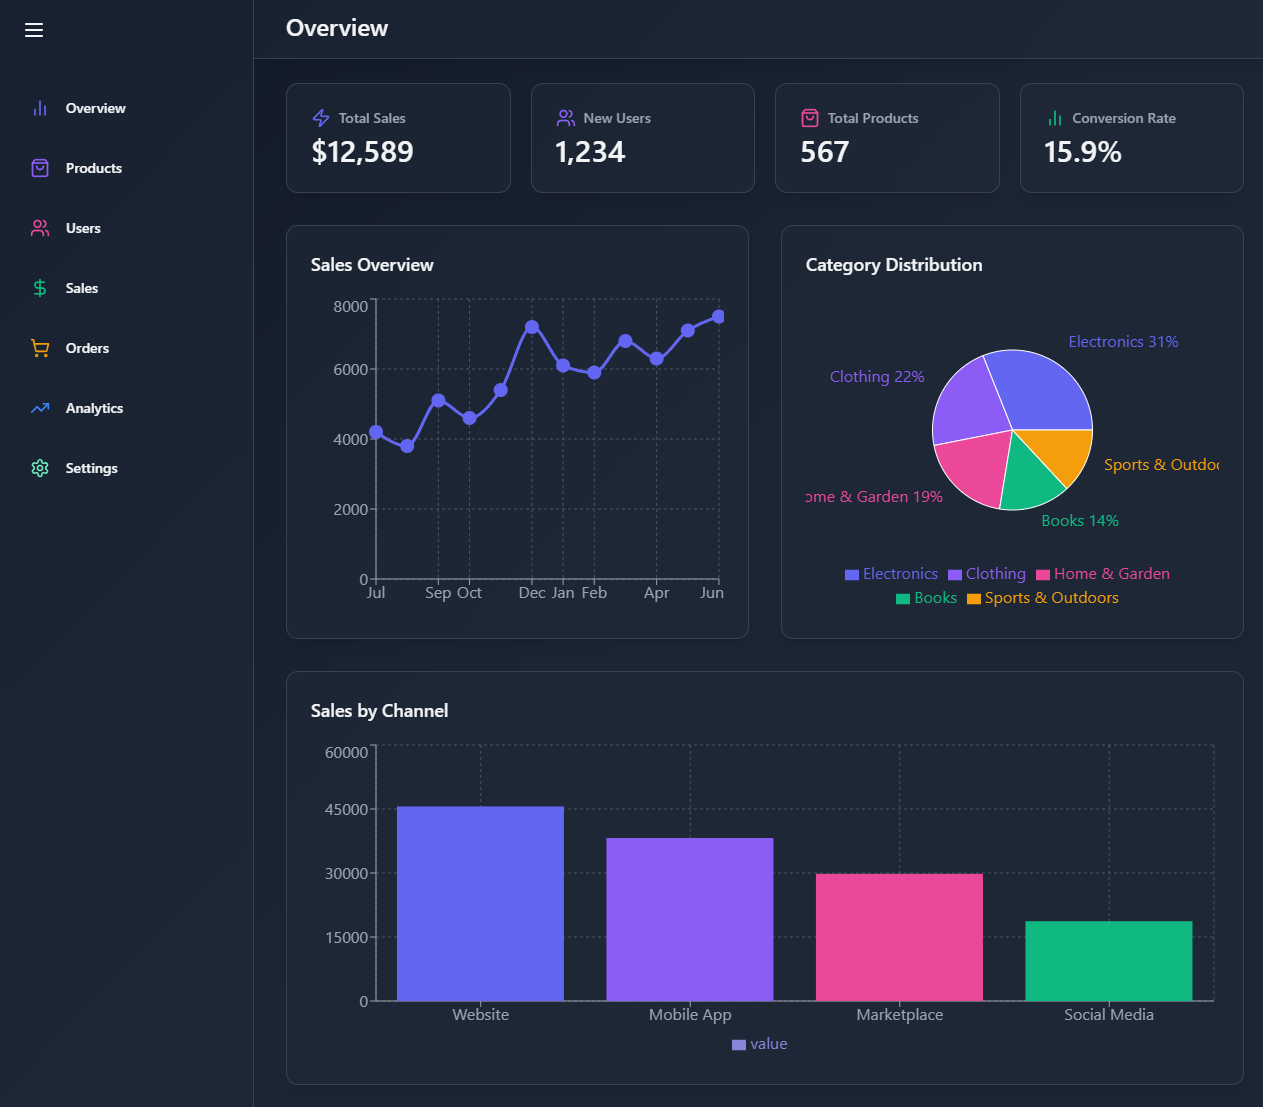 Overview
Overview
Products
Users
Sales
Orders
Analytics
Settings
Total Sales
$12,589
New Users
1,234
Total Products
567
Conversion Rate
15.9%
Sales Overview
8000
6000
4000
2000
0
Jul Sep Oct Dec Jan Feb Apr Jun
Category Distribution
Electronics 31%
Clothing 22%
Sports & Outdoo
ome & Garden 19%
Books 14%
Electronics Clothing Home & Garden
Books Sports & Outdoors
Sales by Channel
60000
45000
30000
15000
0
Website Mobile App Marketplace Social Media
value